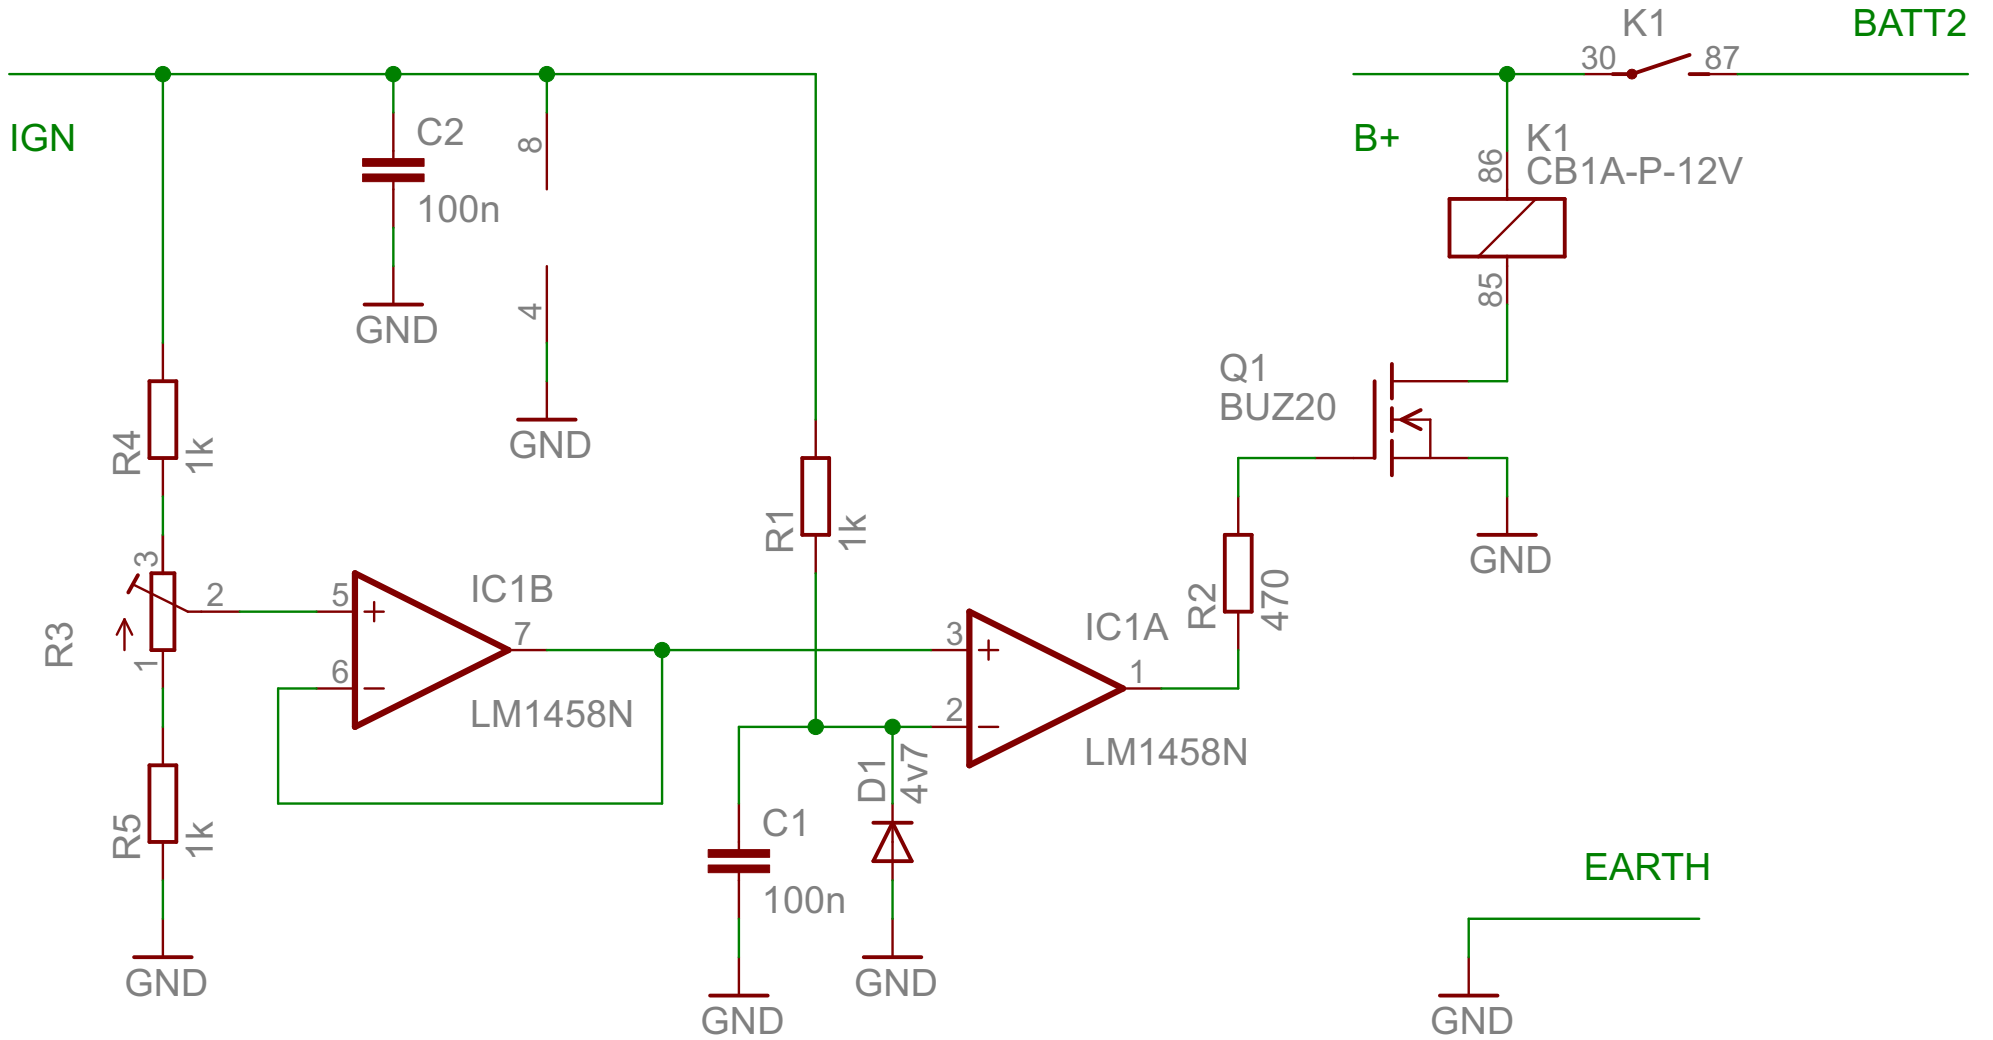 K1
BATT2
30
87
IGN
C2
100n
GND
8
4
GND
B+
K1
CB1A-P-12V
86
85
Q1
BUZ20
GND
R4
1k
R3
3
2
1
R5
1k
GND
5
6
7
IC1B
LM1458N
R1
1k
3
2
1
IC1A
LM1458N
R2
470
C1
100n
GND
D1
4v7
GND
EARTH
GND